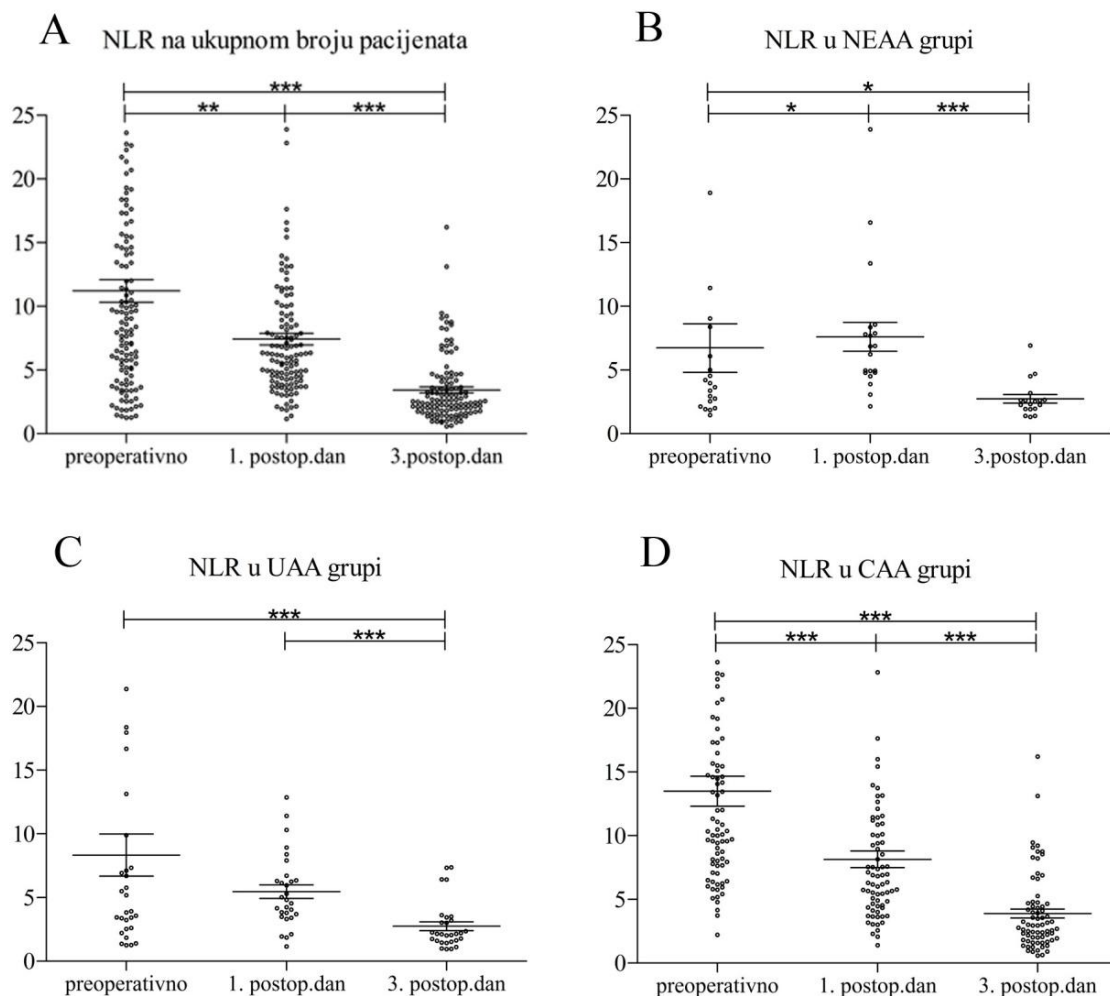 A
NLR na ukupnom broju pacijenata
***
** ***
25
20
15
10
5
0
preoperativno 1. postop.dan 3.postop.dan
B
NLR u NEAA grupi
*
* ***
25
20
15
10
5
0
preoperativno 1. postop.dan 3.postop.dan
C
NLR u UAA grupi
***
***
25
20
15
10
5
0
preoperativno 1. postop.dan 3. postop.dan
D
NLR u CAA grupi
***
*** ***
25
20
15
10
5
0
preoperativno 1. postop.dan 3. postop.dan